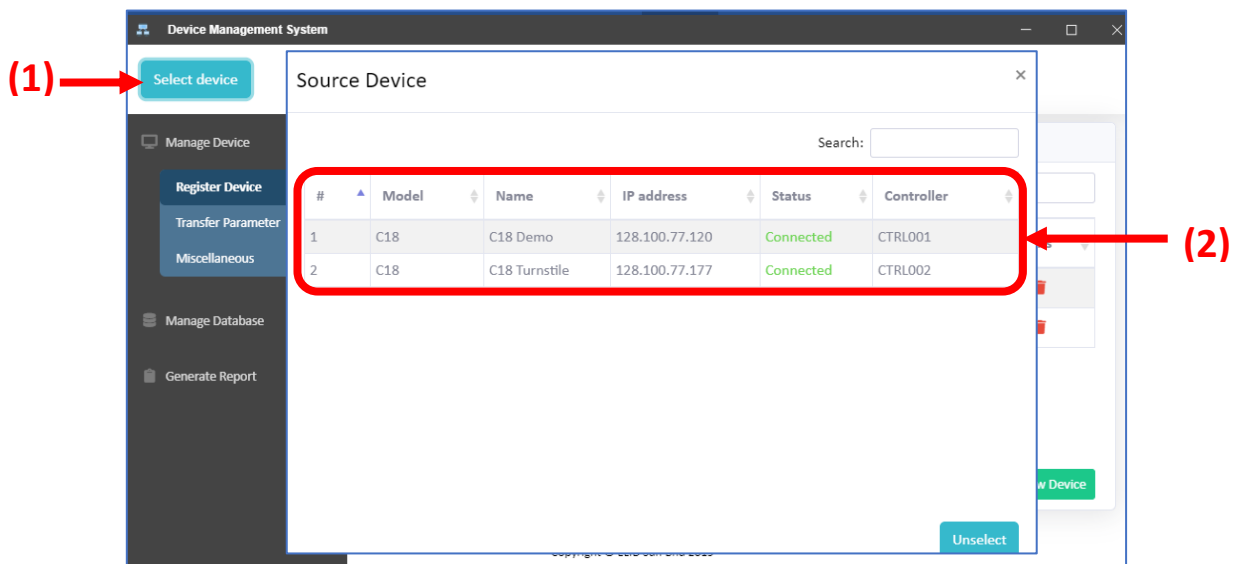 Device Management System
(1)
Select device
Source Device
×
Manage Device
Search:
Register Device
# Model Name IP address Status Controller
Transfer Parameter
1 C18 C18 Demo 128.100.77.120 Connected CTRL001
(2)
Miscellaneous
2 C18 C18 Turnstile 128.100.77.177 Connected CTRL002
Manage Database
Generate Report
Device
Unselect